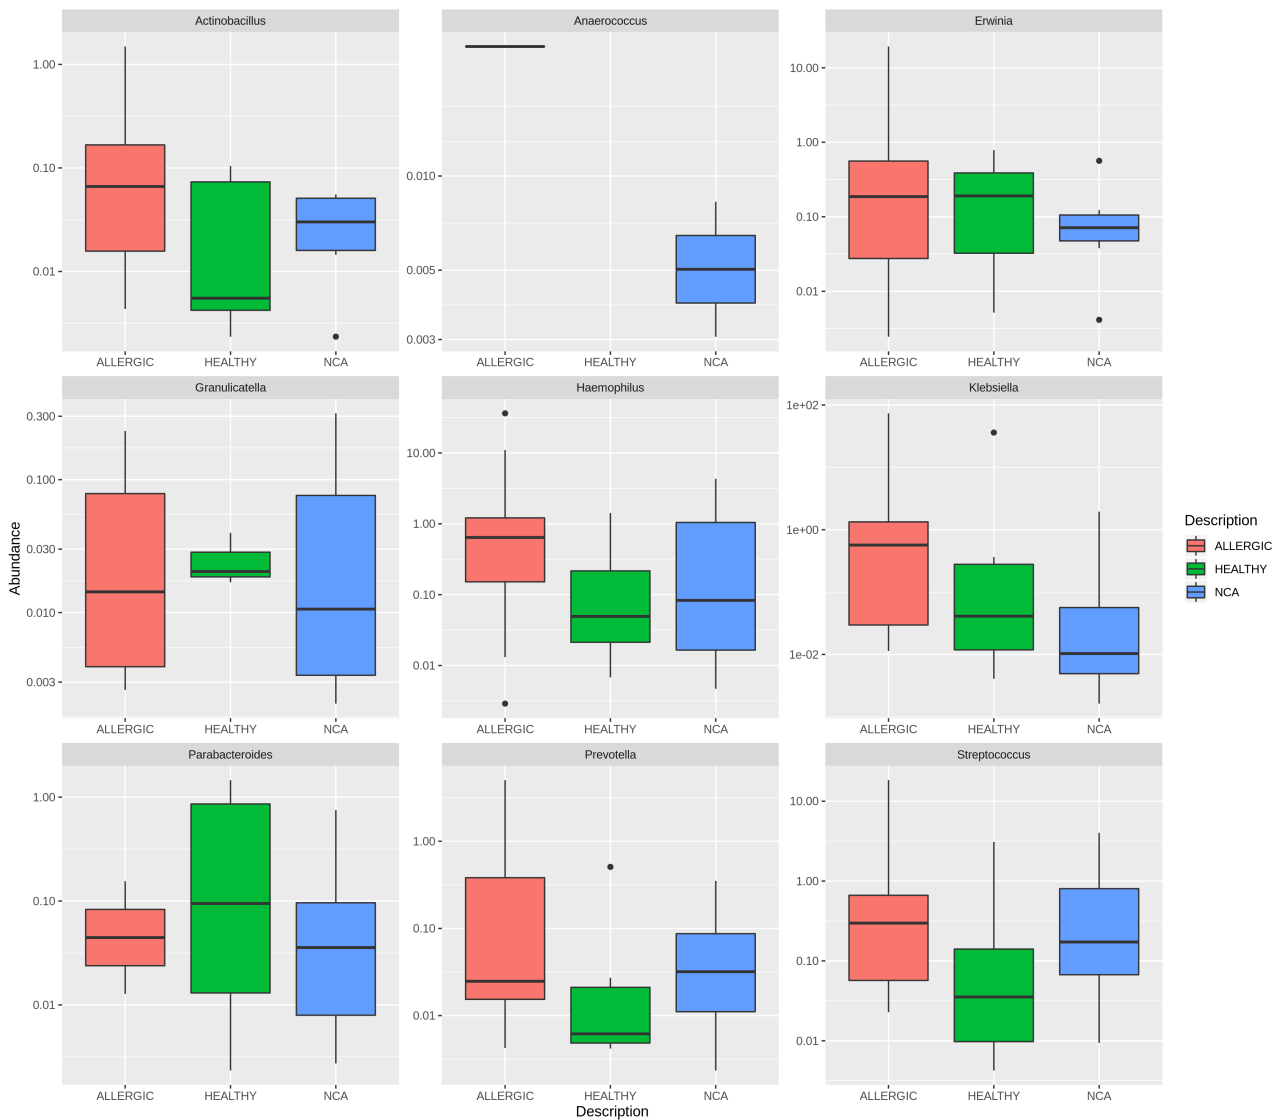 Actinobacillus
Anaerococcus
Erwinia
1.00
0.10
0.01
0.010
0.005
0.003
10.00
1.00
0.10
0.01
ALLERGIC HEALTHY NCA
ALLERGIC HEALTHY NCA
ALLERGIC HEALTHY NCA
Granulicatella
Haemophilus
Klebsiella
0.300
0.100
0.030
0.010
0.003
10.00
1.00
0.10
0.01
1e+02
1e+00
1e-02
ALLERGIC HEALTHY NCA
ALLERGIC HEALTHY NCA
ALLERGIC HEALTHY NCA
Abundance
Parabacteroides
Prevotella
Streptococcus
1.00
0.10
0.01
1.00
0.10
0.01
10.00
1.00
0.10
0.01
ALLERGIC HEALTHY NCA
ALLERGIC HEALTHY NCA
ALLERGIC HEALTHY NCA
Description
Description
ALLERGIC
HEALTHY
NCA